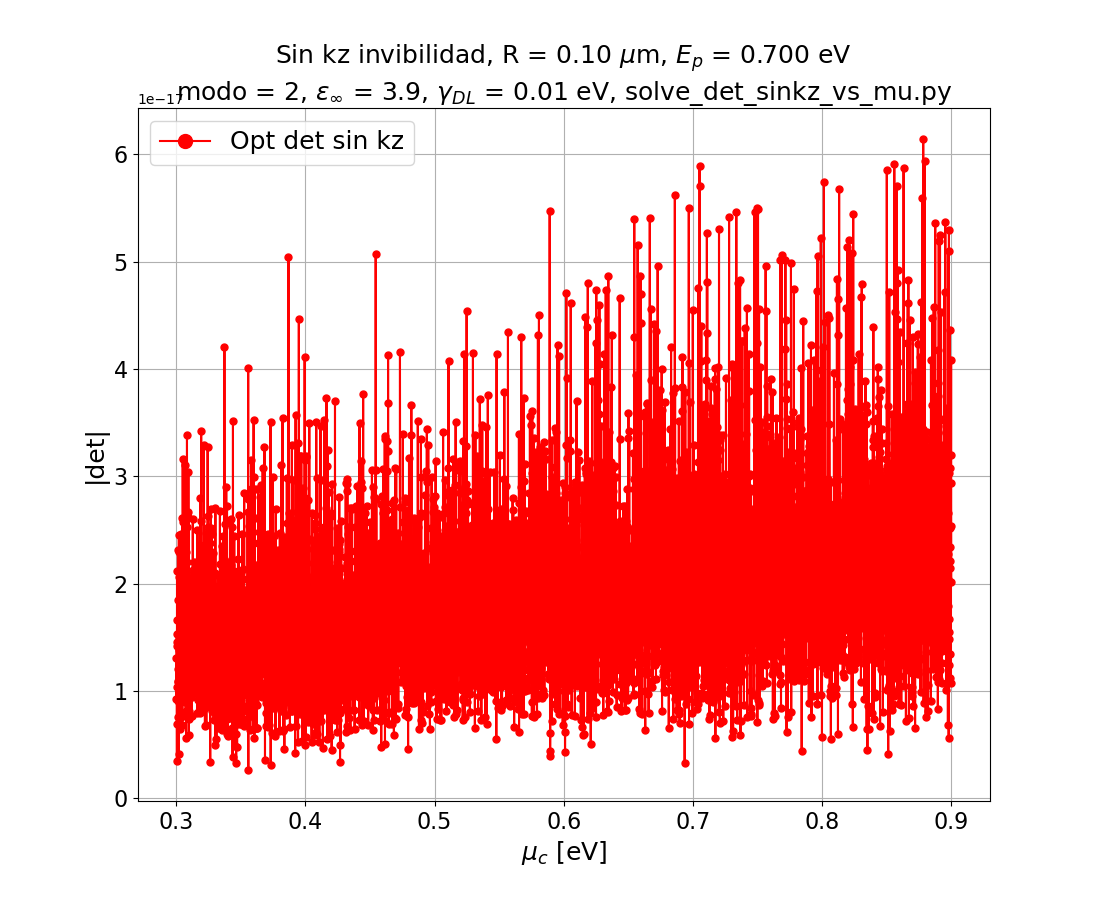 Sin kz invibilidad, R = 0.10 μm, E_p = 0.700 eV
modo = 2, ε_∞ = 3.9, γ_DL = 0.01 eV, solve_det_sinkz_vs_mu.py
1e−17
Opt det sin kz
6
5
4
3
2
1
0
|det|
0.3 0.4 0.5 0.6 0.7 0.8 0.9
μ_c [eV]